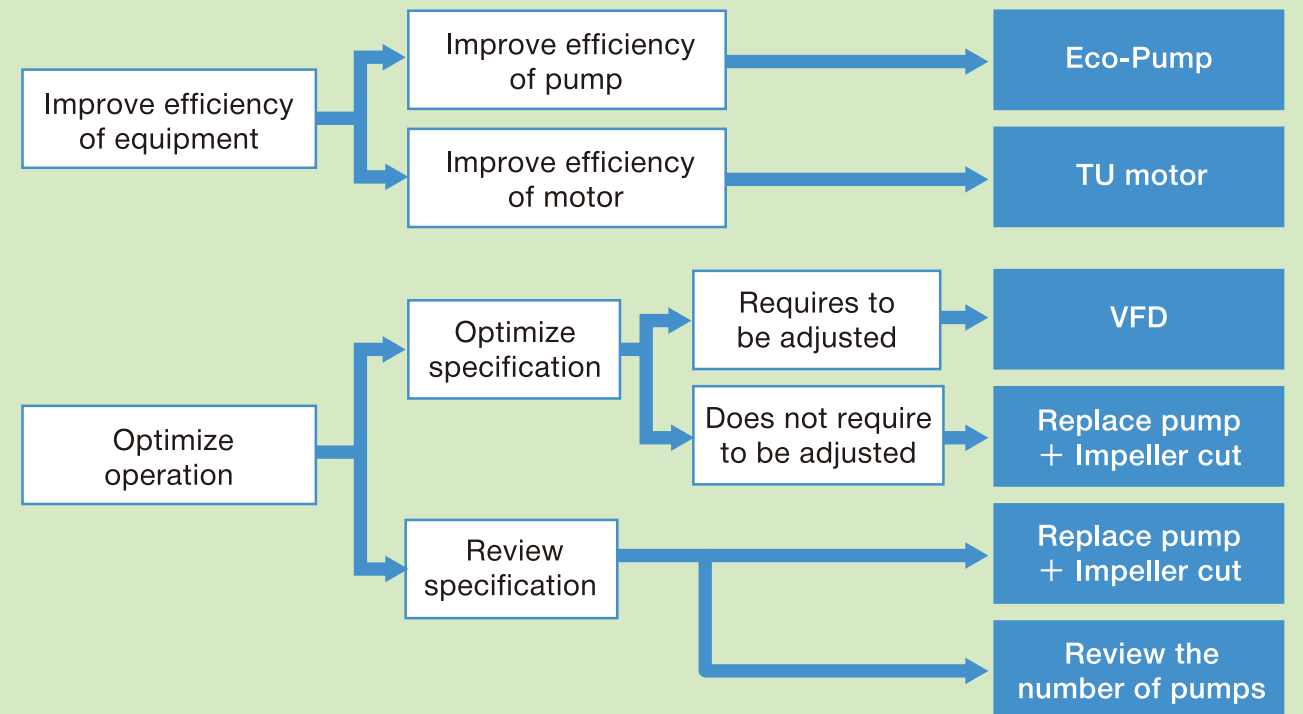 Improve efficiency
of equipment
Improve efficiency
of pump
Eco-Pump
Improve efficiency
of motor
TU motor
Optimize
operation
Optimize
specification
Requires to
be adjusted
VFD
Does not require
to be adjusted
Replace pump
+ Impeller cut
Review
specification
Replace pump
+ Impeller cut
Review the
number of pumps